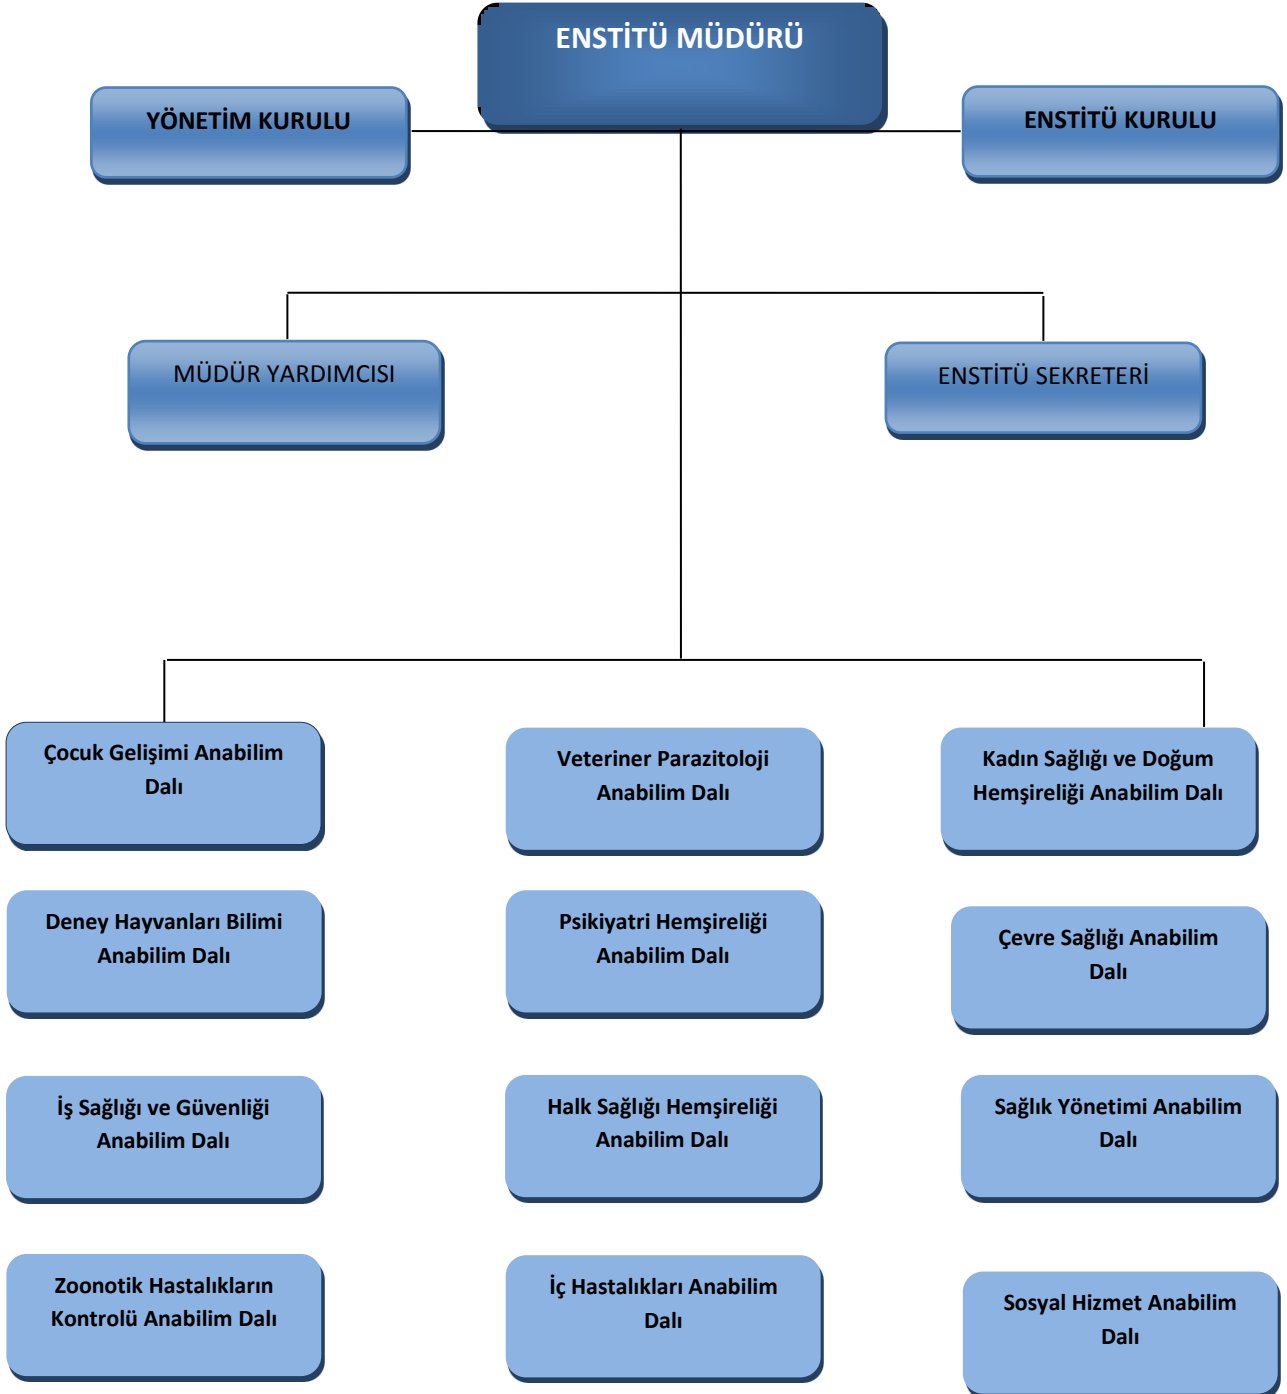 ENSTİTÜ MÜDÜRÜ
YÖNETİM KURULU
ENSTİTÜ KURULU
MÜDÜR YARDIMCISI
ENSTİTÜ SEKRETERİ
Çocuk Gelişimi Anabilim
Dalı
Veteriner Parazitoloji
Anabilim Dalı
Kadın Sağlığı ve Doğum
Hemşireliği Anabilim Dalı
Deney Hayvanları Bilimi
Anabilim Dalı
Psikiyatri Hemşireliği
Anabilim Dalı
Çevre Sağlığı Anabilim
Dalı
İş Sağlığı ve Güvenliği
Anabilim Dalı
Halk Sağlığı Hemşireliği
Anabilim Dalı
Sağlık Yönetimi Anabilim
Dalı
Zoonotik Hastalıkların
Kontrolü Anabilim Dalı
İç Hastalıkları Anabilim
Dalı
Sosyal Hizmet Anabilim
Dalı